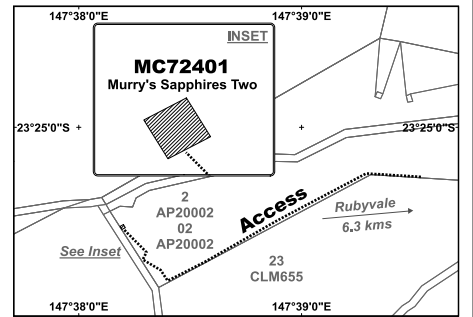 147°38'0"E
147°39'0"E
INSET
MC72401
Murry's Sapphires Two
23°25'0"S
23°25'0"S
2
AP20002
02
AP20002
Access
Rubyvale
6.3 kms
See Inset
23
CLM655
147°38'0"E
147°39'0"E